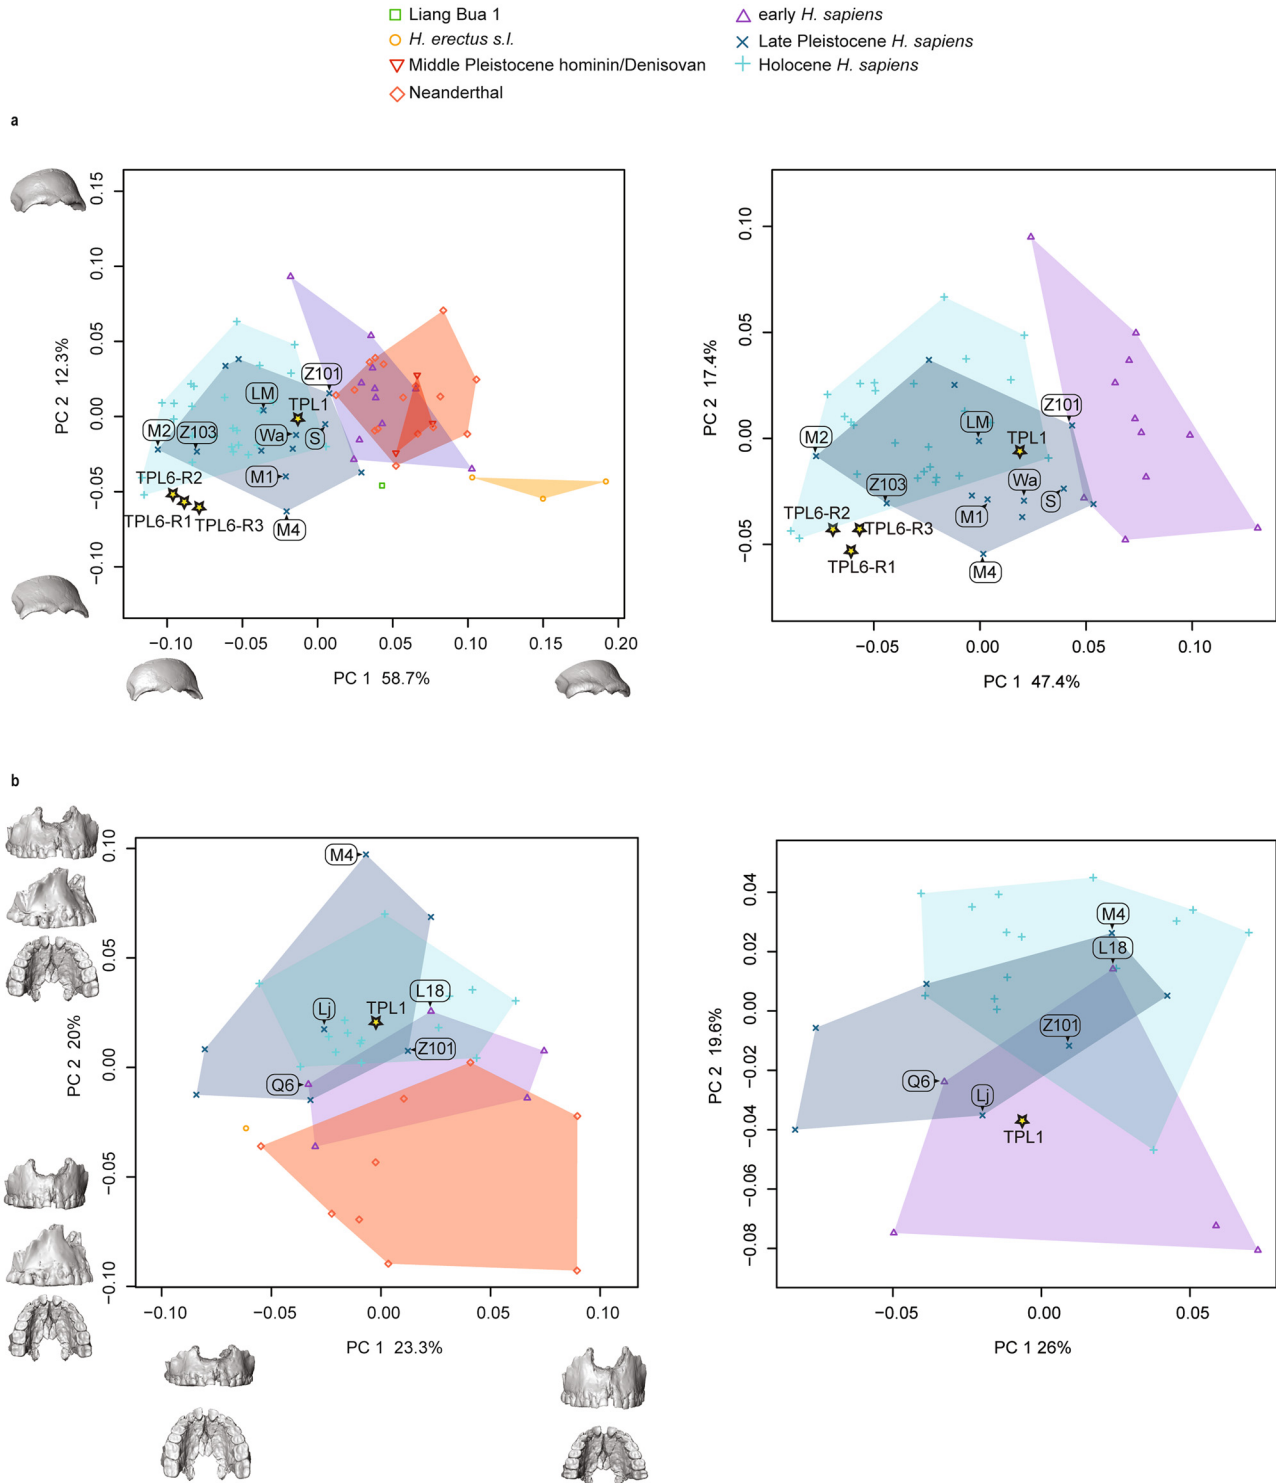 Liang Bua 1
H. erectus s.l.
Middle Pleistocene hominin/Denisovan
Neanderthal
early H. sapiens
Late Pleistocene H. sapiens
Holocene H. sapiens
a
PC 2 12.3%
0.15
0.10
0.05
0.00
−0.05
−0.10
Z101
LM
TPL1
M2
Z103
Wa
S
M1
TPL6-R2
TPL6-R1
TPL6-R3
M4
−0.10
−0.05
0.00
0.05
0.10
0.15
0.20
PC 1 58.7%
PC 2 17.4%
0.10
0.05
0.00
−0.05
Z101
LM
TPL1
M2
Z103
Wa
S
M1
TPL6-R2
TPL6-R3
TPL6-R1
M4
−0.05
0.00
0.05
0.10
PC 1 47.4%
b
PC 2 20%
0.10
0.05
0.00
−0.05
−0.10
M4
L18
Lj
TPL1
Z101
Q6
−0.10
−0.05
0.00
0.05
0.10
PC 1 23.3%
PC 2 19.6%
0.04
0.02
0.00
−0.02
−0.04
−0.06
−0.08
M4
L18
Z101
Q6
Lj
TPL1
−0.05
0.00
0.05
PC 1 26%